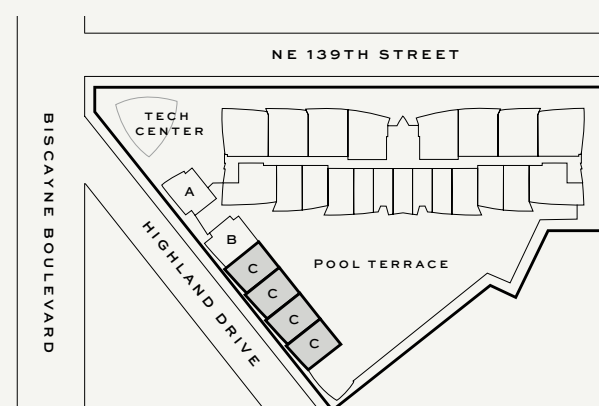 NE 139TH STREET
BISCAYNE BOULEVARD
TECH
CENTER
A
B
C
C
C
C
POOL TERRACE
HIGHLAND DRIVE